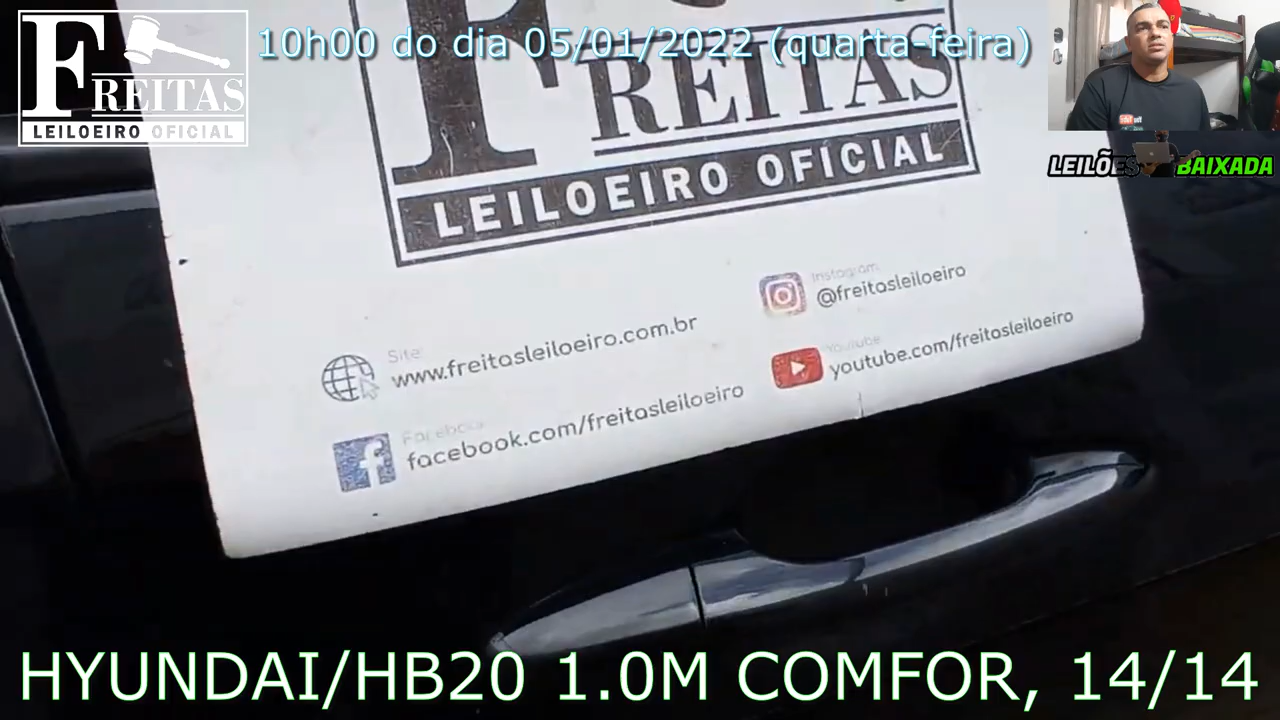 FREITAS
LEILOEIRO OFICIAL
10h00 do dia 05/01/2022 (quarta-feira)
LEILÕES BAIXADA
FREITAS
LEILOEIRO OFICIAL
Instagram:
@freitasleiloeiro
Site:
www.freitasleiloeiro.com.br
Youtube:
youtube.com/freitasleiloeiro
Facebook:
facebook.com/freitasleiloeiro
HYUNDAI/HB20 1.0M COMFOR, 14/14